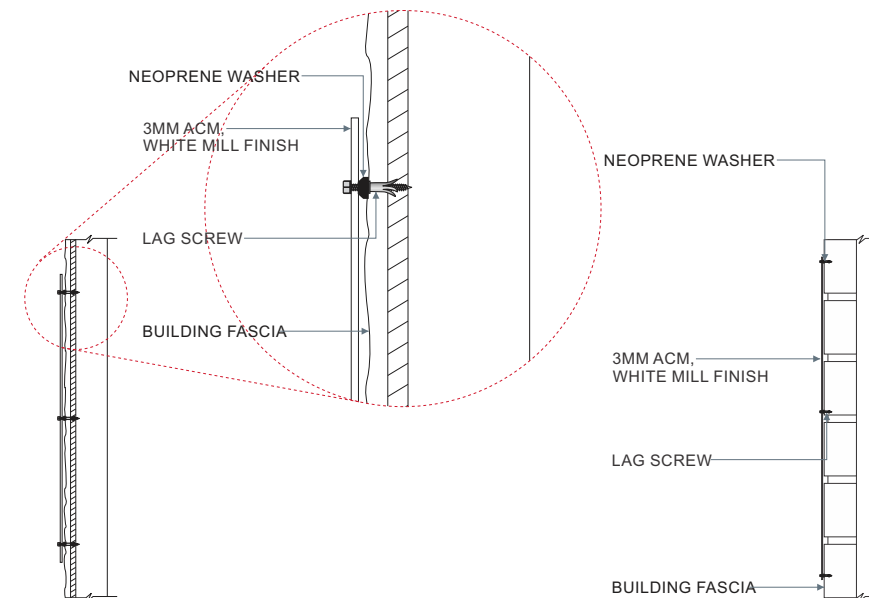 NEOPRENE WASHER
3MM ACM,
WHITE MILL FINISH
LAG SCREW
BUILDING FASCIA
NEOPRENE WASHER
3MM ACM,
WHITE MILL FINISH
LAG SCREW
BUILDING FASCIA